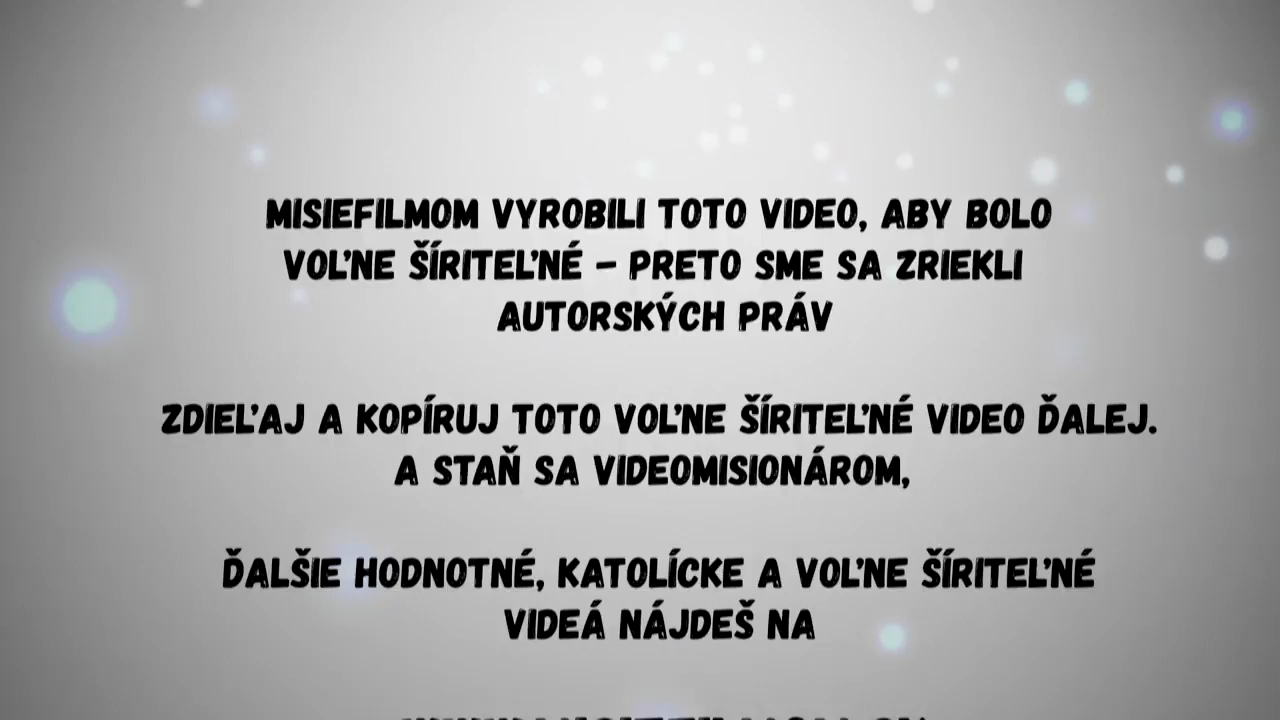 MISIEFILMOM VYROBILI TOTO VIDEO, ABY BOLO
VOĽNE ŠÍRITEĽNÉ – PRETO SME SA ZRIEKLI
AUTORSKÝCH PRÁV
ZDIEĽAJ A KOPÍRUJ TOTO VOĽNE ŠÍRITEĽNÉ VIDEO ĎALEJ.
A STAŇ SA VIDEOMISIONÁROM,
ĎALŠIE HODNOTNÉ, KATOLÍCKE A VOĽNE ŠÍRITEĽNÉ
VIDEÁ NÁJDEŠ NA